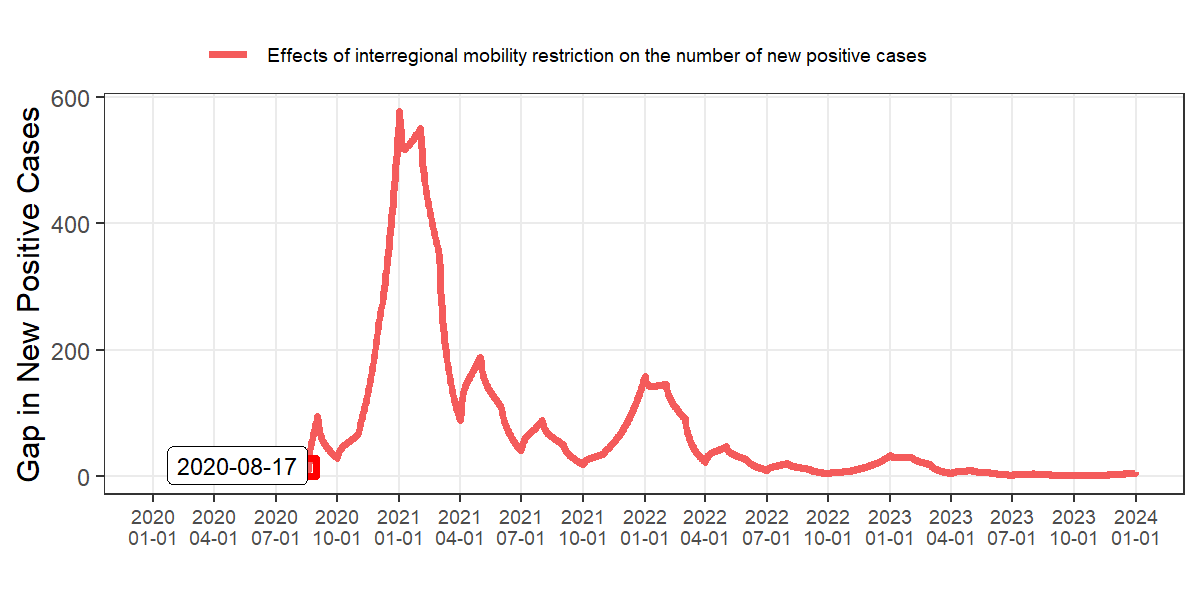 Effects of interregional mobility restriction on the number of new positive cases
Gap in New Positive Cases
600
400
200
0
2020-08-17
2020 2020 2020 2020 2021 2021 2021 2021 2022 2022 2022 2022 2023 2023 2023 2023 2024
01-01 04-01 07-01 10-01 01-01 04-01 07-01 10-01 01-01 04-01 07-01 10-01 01-01 04-01 07-01 10-01 01-01